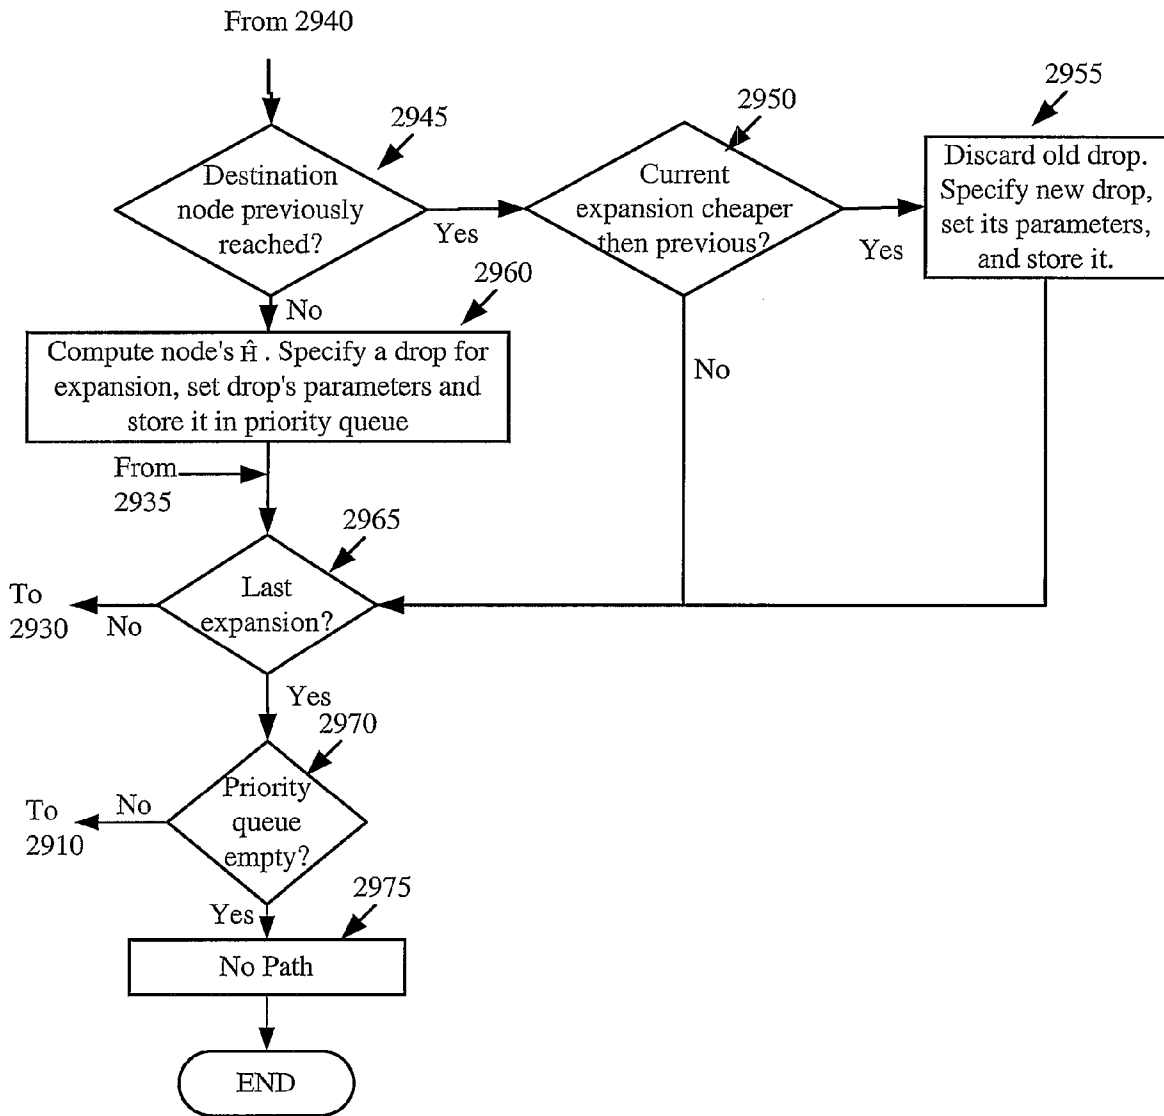 From 2940
2945
Destination
node previously
reached?
Yes
2950
Current
expansion cheaper
then previous?
Yes
2955
Discard old drop.
Specify new drop,
set its parameters,
and store it.
No
2960
Compute node's Ĥ . Specify a drop for
expansion, set drop's parameters and
store it in priority queue
No
From
2935
2965
Last
expansion?
To
2930
No
Yes
2970
Priority
queue
empty?
To
2910
No
Yes
2975
No Path
END